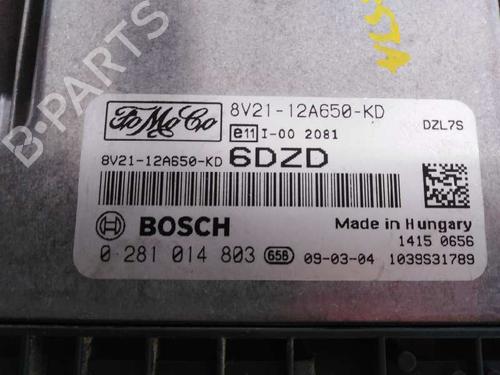 FoMoCo
8V21-12A650-KD
DZL7S
e11 I-00 2081
8V21-12A650-KD 6DZD
BOSCH
Made in Hungary
1415 0656
0 281 014 803 65B 09-03-04 1039S31789
B-PARTS